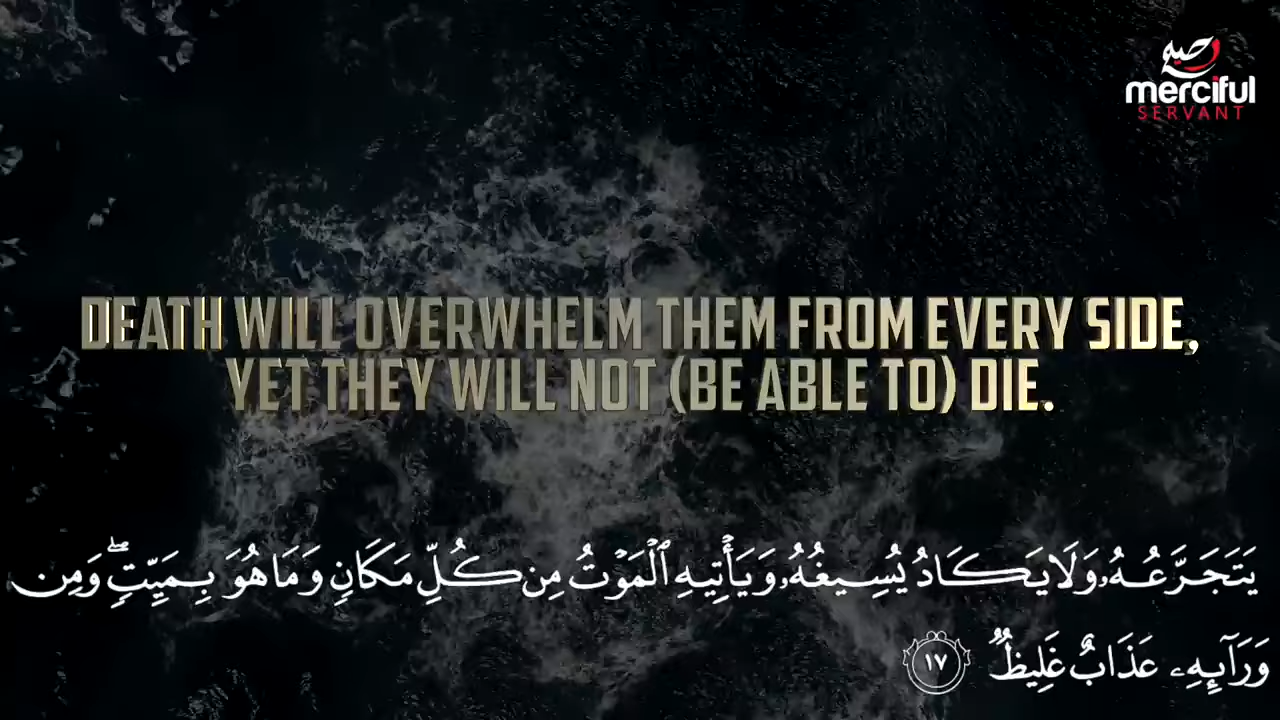 رحيم
merciful
SERVANT
DEATH WILL OVERWHELM THEM FROM EVERY SIDE,
YET THEY WILL NOT (BE ABLE TO) DIE.
يَتَجَرَّعُهُۥ وَلَا يَكَادُ يُسِيغُهُۥ وَيَأْتِيهِ ٱلْمَوْتُ مِن كُلِّ مَكَانٍ وَمَا هُوَ بِمَيِّتٍۖ وَمِن
وَرَآئِهِۦ عَذَابٌ غَلِيظٌ ١٧